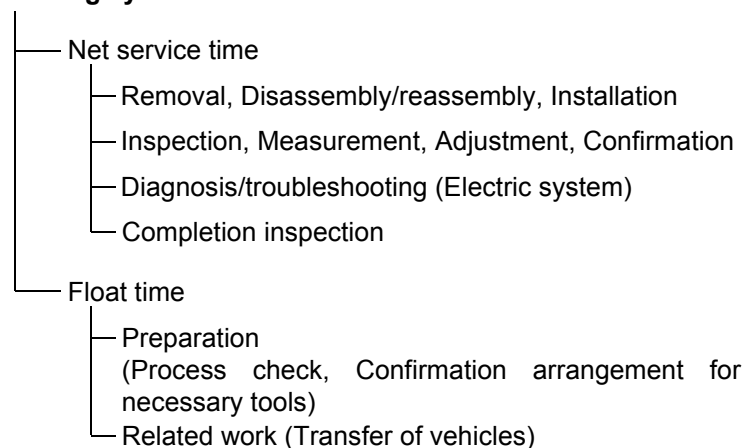 Net service time
Removal, Disassembly/reassembly, Installation
Inspection, Measurement, Adjustment, Confirmation
Diagnosis/troubleshooting (Electric system)
Completion inspection
Float time
Preparation
(Process check, Confirmation arrangement for
necessary tools)
Related work (Transfer of vehicles)